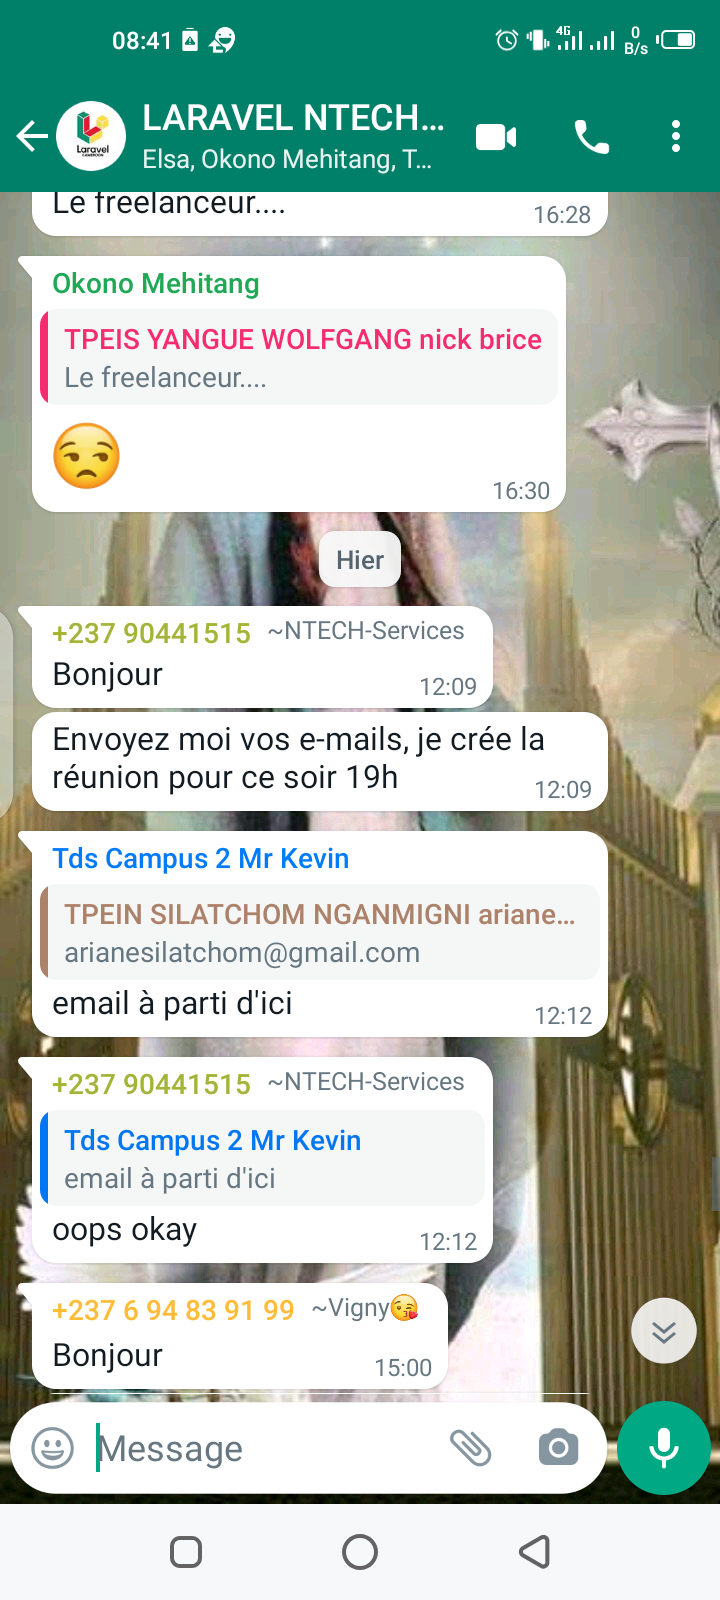 08:41
4G
0
B/s
LARAVEL NTECH...
Elsa, Okono Mehitang, T...
Laravel
CAMEROON
Le freelanceur....
16:28
Okono Mehitang
TPEIS YANGUE WOLFGANG nick brice
Le freelanceur....
😒
16:30
Hier
+237 90441515 ~NTECH-Services
Bonjour
12:09
Envoyez moi vos e-mails, je crée la
réunion pour ce soir 19h
12:09
Tds Campus 2 Mr Kevin
TPEIN SILATCHOM NGANMIGNI ariane...
arianesilatchom@gmail.com
email à parti d'ici
12:12
+237 90441515 ~NTECH-Services
Tds Campus 2 Mr Kevin
email à parti d'ici
oops okay
12:12
+237 6 94 83 91 99 ~Vigny😘
Bonjour
15:00
Message